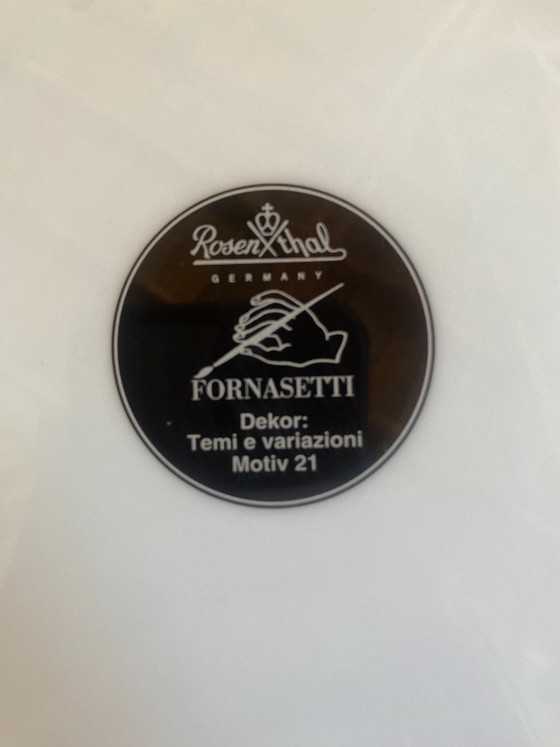 Rosenthal
GERMANY
FORNASETTI
Dekor:
Temi e variazioni
Motiv 21